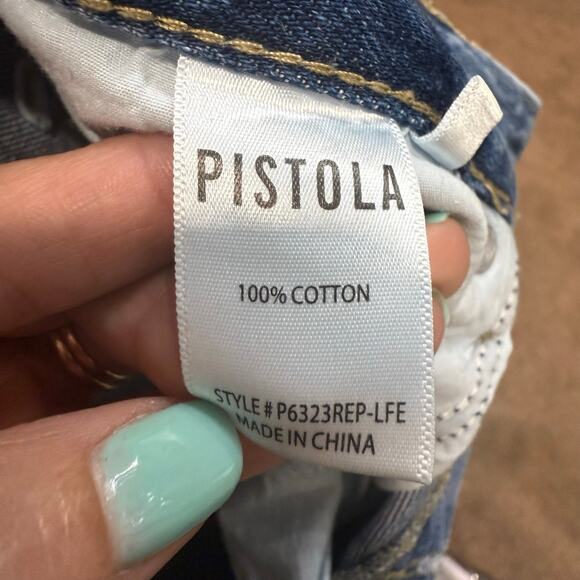 PISTOLA
100% COTTON
STYLE # P6323REP-LFE
MADE IN CHINA